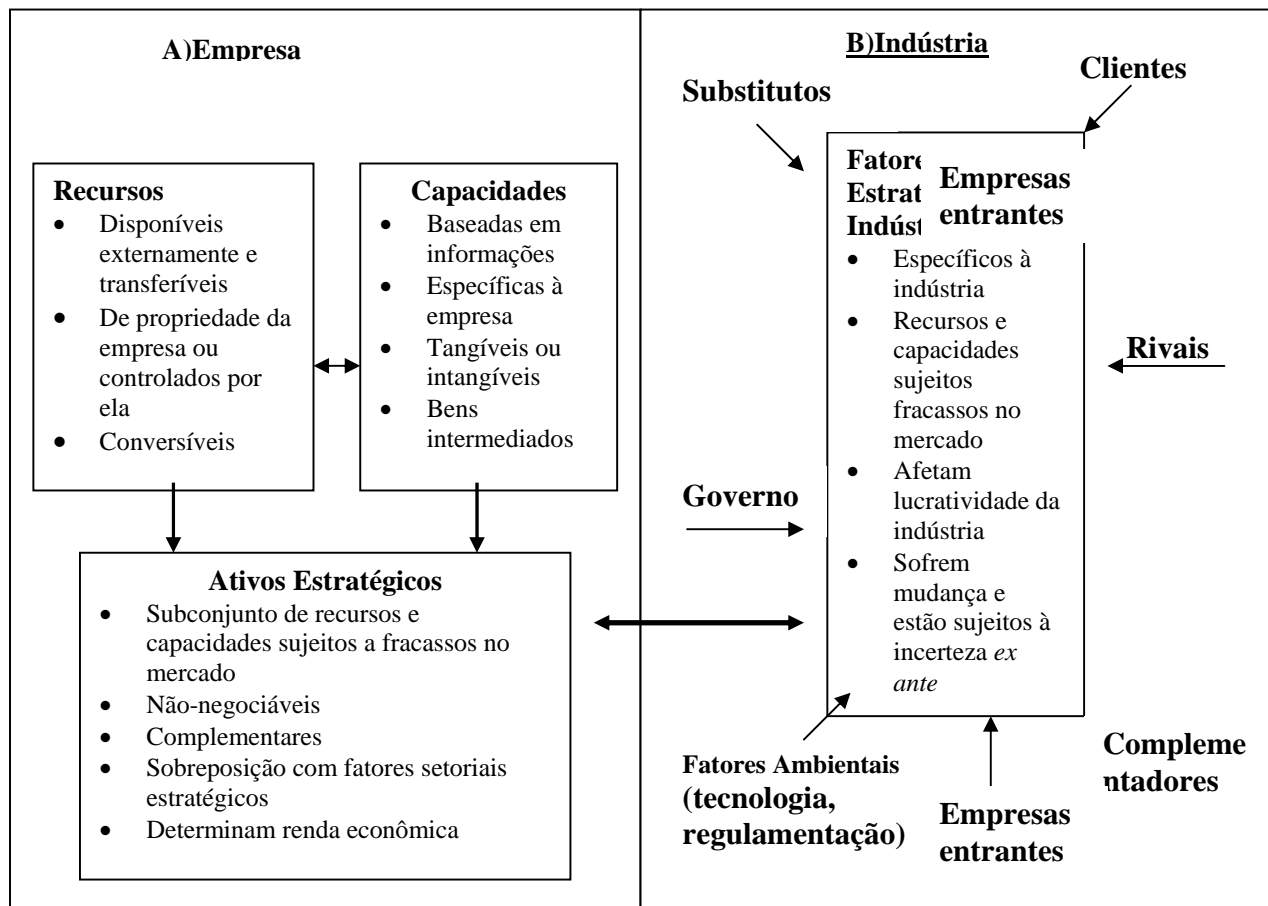 A)Empresa
Recursos
• Disponíveis
externamente e
transferíveis
• De propriedade da
empresa ou
controlados por
ela
• Conversíveis
Capacidades
• Baseadas em
informações
• Específicas à
empresa
• Tangíveis ou
intangíveis
• Bens
intermediados
Ativos Estratégicos
• Subconjunto de recursos e
capacidades sujeitos a fracassos no
mercado
• Não-negociáveis
• Complementares
• Sobreposição com fatores setoriais
estratégicos
• Determinam renda econômica
B)Indústria
Substitutos
Clientes
Empresas
entrantes
• Específicos à
indústria
• Recursos e
capacidades
sujeitos
fracassos no
mercado
• Afetam
lucratividade da
indústria
• Sofrem
mudança e
estão sujeitos à
incerteza ex
ante
Rivais
Governo
Fatores Ambientais
(tecnologia,
regulamentação)
Empresas
entrantes
Compleme
ntadores